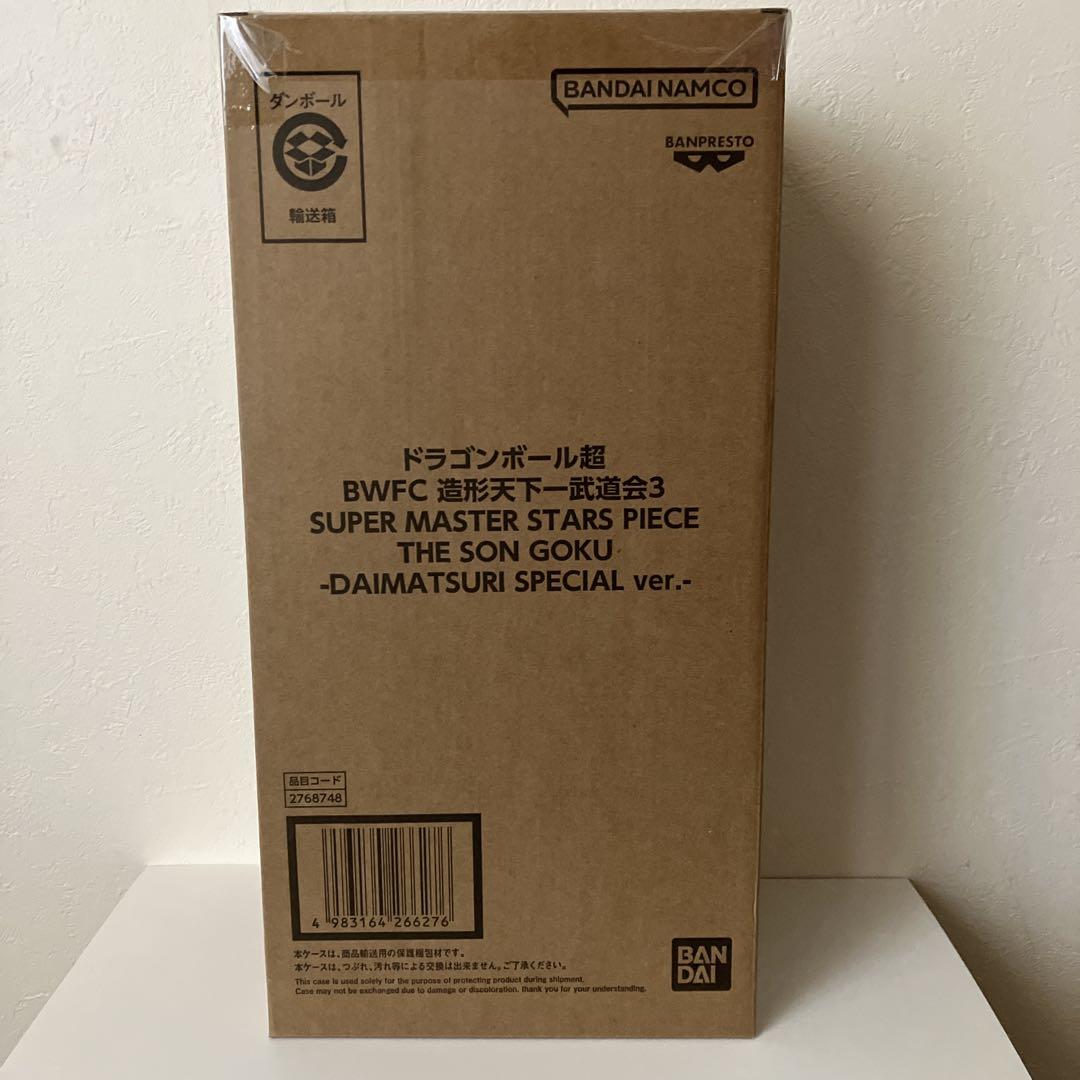 ダンボール
輸送箱
BANDAI NAMCO
BANPRESTO
ドラゴンボール超
BWFC 造形天下一武道会3
SUPER MASTER STARS PIECE
THE SON GOKU
-DAIMATSURI SPECIAL ver.-
品目コード
2768748
4 983164 266276
本ケースは、商品輸送用の保護梱包材です。
本ケースは、つぶれ、汚れ等による交換は出来ません。ご了承ください。
This case is used solely for the purpose of protecting product during shipment.
Case may not be exchanged due to damage or discoloration. thank you for your understanding.
BAN
DAI